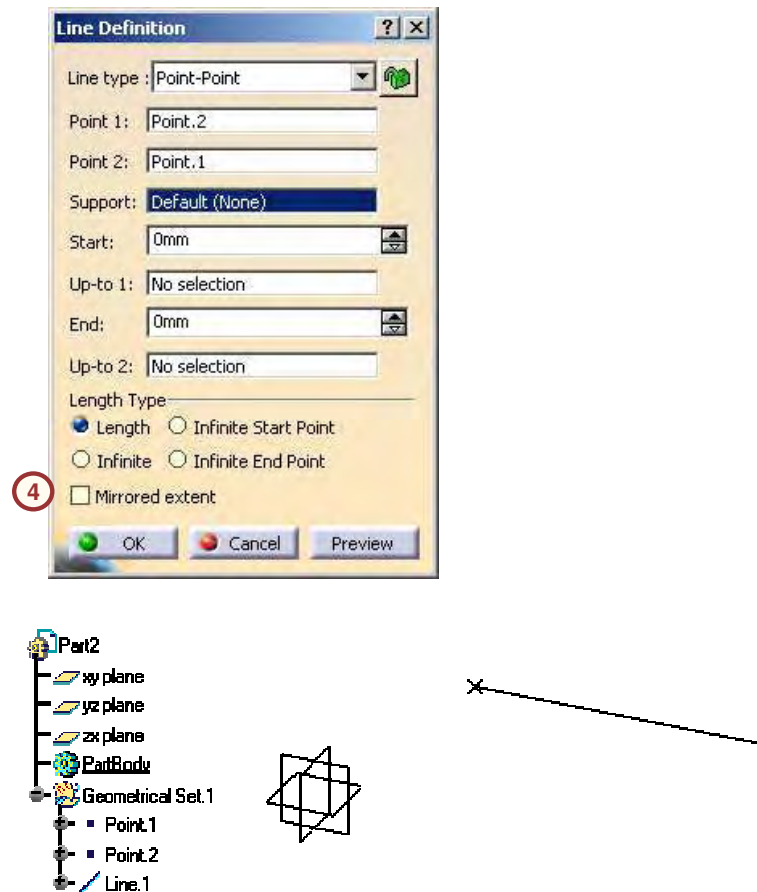 Line Definition
Line type : Point-Point
Point 1: Point.2
Point 2: Point.1
Support: Default (None)
Start: 0mm
Up-to 1: No selection
End: 0mm
Up-to 2: No selection
Length Type
Length Infinite Start Point
Infinite Infinite End Point
4 Mirrored extent
OK Cancel Preview
Part2
xy plane
yz plane
zx plane
PartBody
Geometrical Set.1
Point.1
Point.2
Line.1